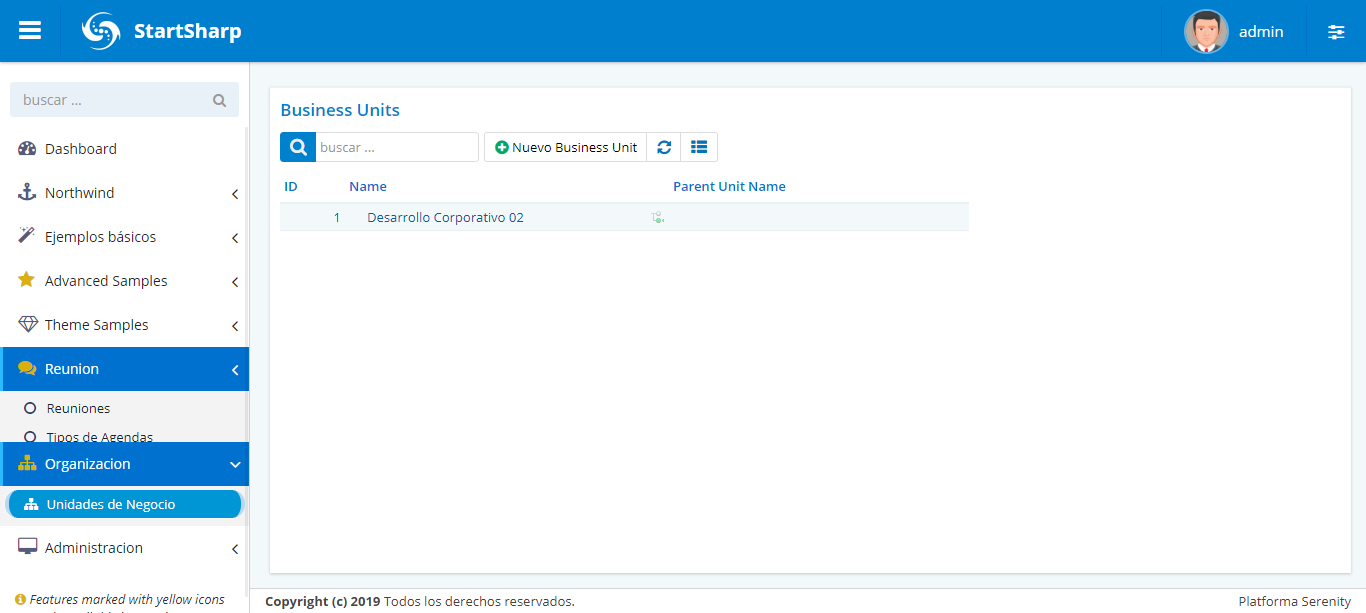 StartSharp
admin
buscar ...
Dashboard
Northwind
Ejemplos básicos
Advanced Samples
Theme Samples
Reunion
Reuniones
Tipos de Agendas
Organizacion
Unidades de Negocio
Administracion
Features marked with yellow icons
Business Units
buscar ...
Nuevo Business Unit
ID Name Parent Unit Name
1 Desarrollo Corporativo 02
Copyright (c) 2019 Todos los derechos reservados.
Platforma Serenity